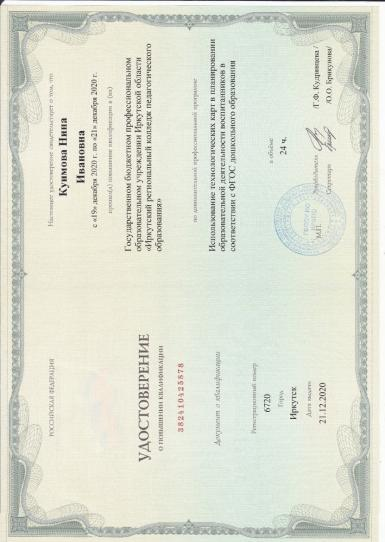 РОССИЙСКАЯ ФЕДЕРАЦИЯ
УДОСТОВЕРЕНИЕ
О ПОВЫШЕНИИ КВАЛИФИКАЦИИ
382410425878
Документ о квалификации
Регистрационный номер
6720
Город
Иркутск
Дата выдачи
21.12.2020
Настоящее удостоверение свидетельствует о том, что
Куимова Нина
Ивановна
с «19» декабря 2020 г. по «21» декабря 2020 г.
прошел(а) повышение квалификации в (на)
Государственном бюджетном профессиональном
образовательном учреждении Иркутской области
«Иркутский региональный колледж педагогического
образования»
по дополнительной профессиональной программе
Использование технологических карт в планировании
образовательной деятельности воспитанников в
соответствии с ФГОС дошкольного образования
в объёме
24 ч.
Руководитель
/Г.Ф. Кудрявцева /
Секретарь
/О.О. Брикунова/
М.П.